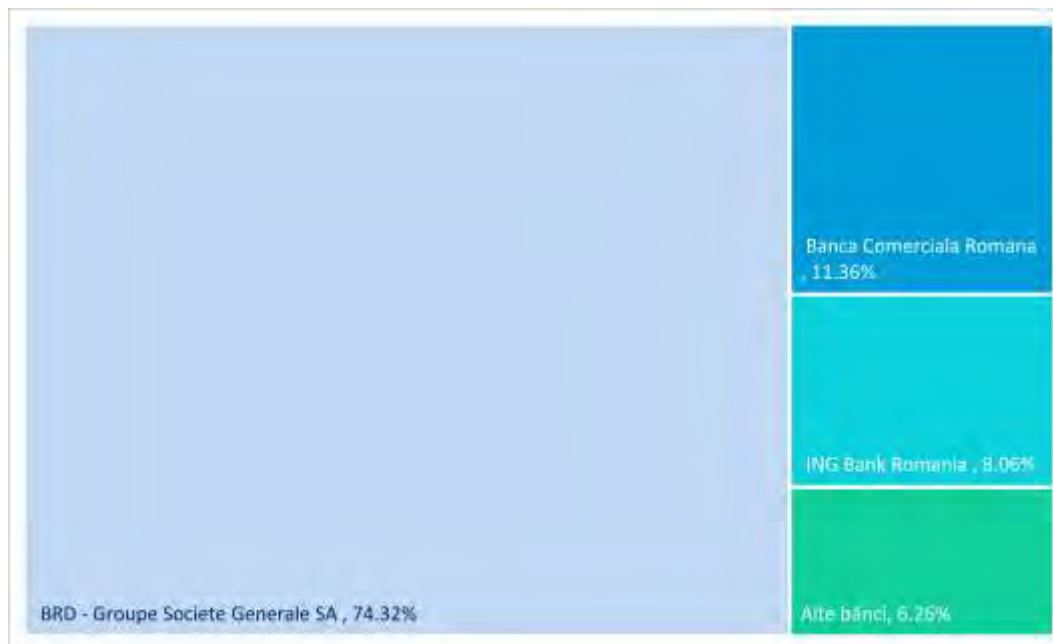 Banca Comerciala Romana
, 11.36%
ING Bank Romania , 8.06%
BRD - Groupe Societe Generale SA , 74.32%
Alte bănci, 6.26%